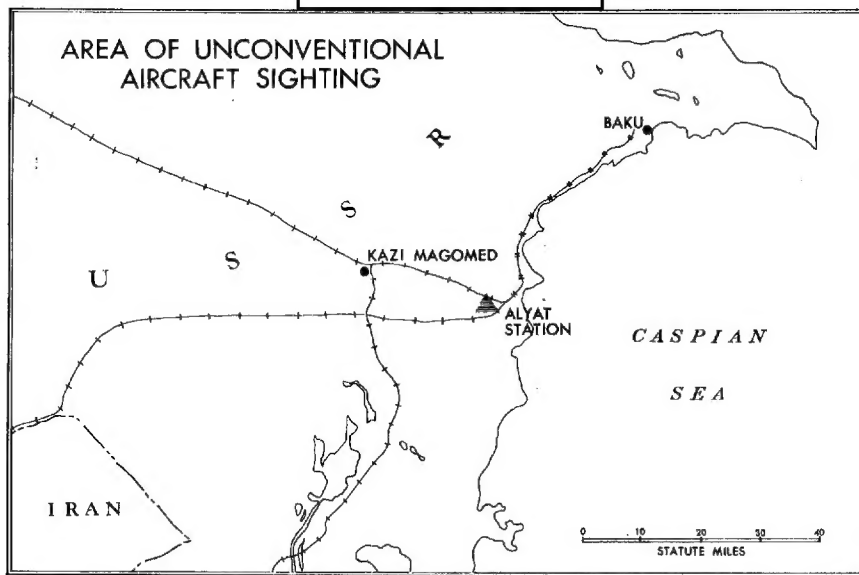 AREA OF UNCONVENTIONAL
AIRCRAFT SIGHTING
BAKU
U S S R
KAZI MAGOMED
ALYAT
STATION
CASPIAN
SEA
IRAN
0 10 20 30 40
STATUTE MILES